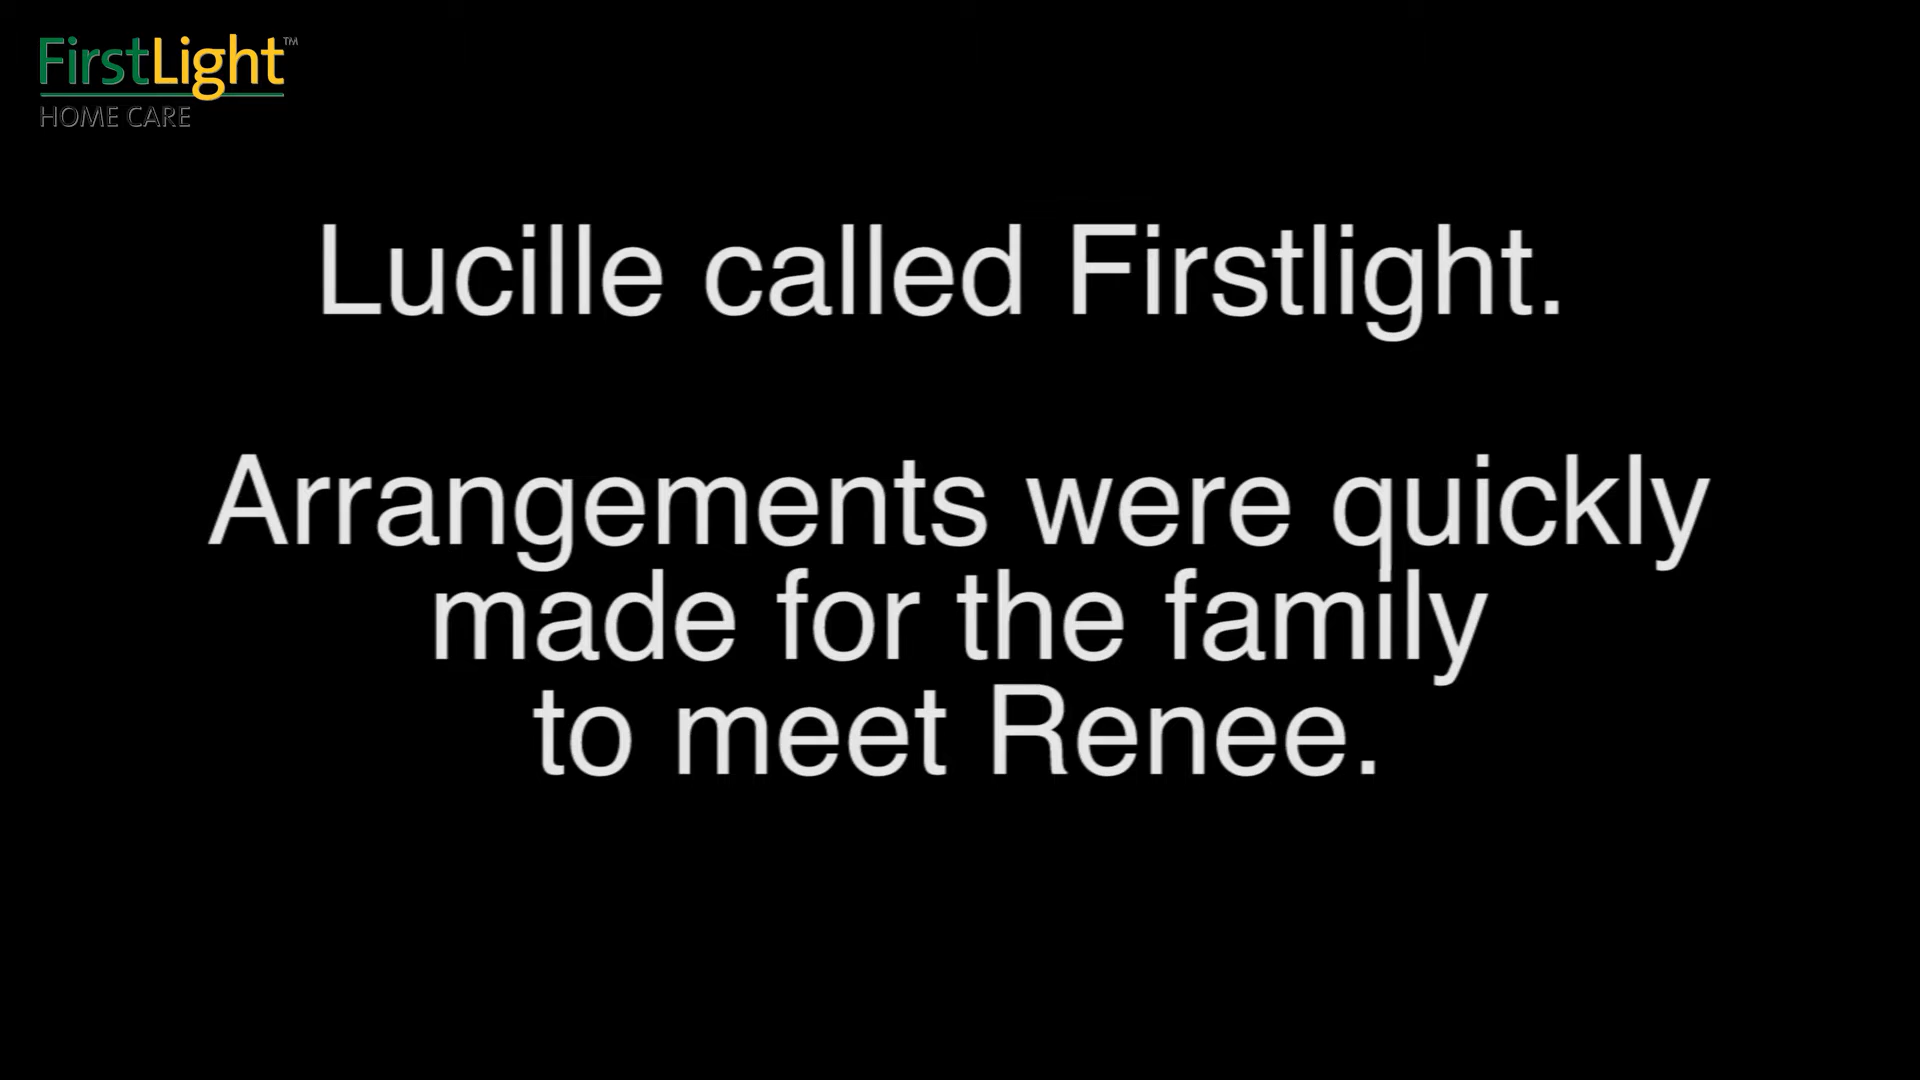 FirstLight™
HOME CARE
Lucille called Firstlight.
Arrangements were quickly
made for the family
to meet Renee.